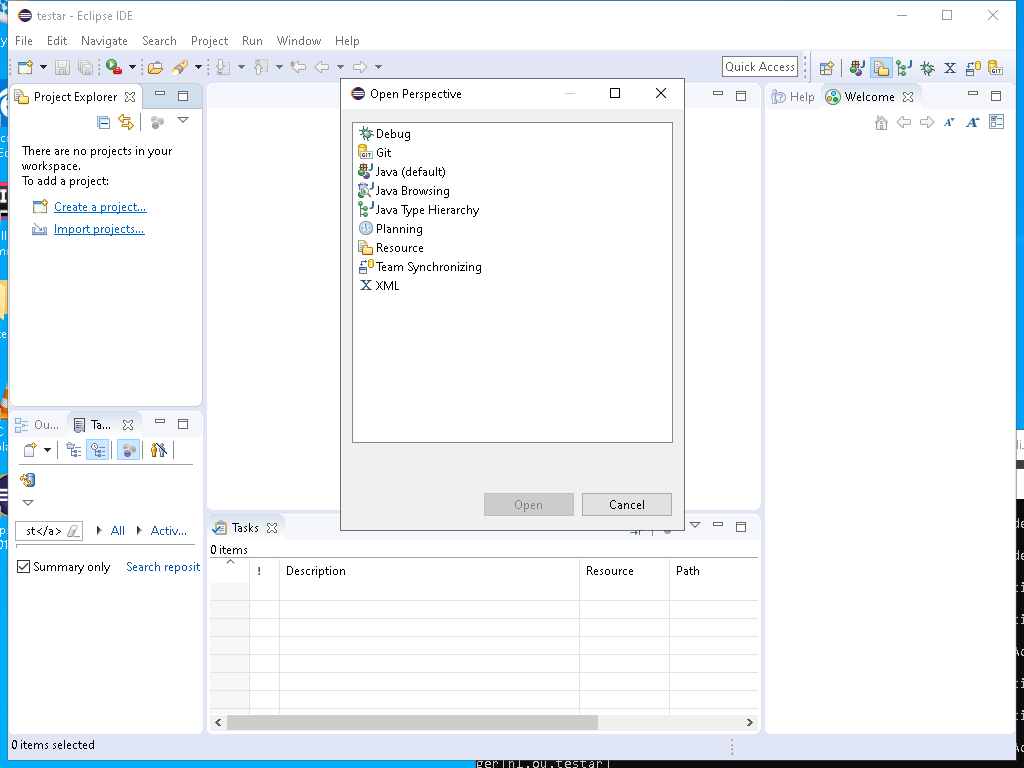 testar - Eclipse IDE
File Edit Navigate Search Project Run Window Help
Quick Access
Project Explorer
There are no projects in your
workspace.
To add a project:
Create a project...
Import projects...
Ou...
Ta...
st</a>
All
Activ...
Summary only
Search reposit
Open Perspective
Debug
Git
Java (default)
Java Browsing
Java Type Hierarchy
Planning
Resource
Team Synchronizing
XML
Open
Cancel
Tasks
0 items
! Description Resource Path
Help
Welcome
0 items selected
ger[nl.ou.testar]